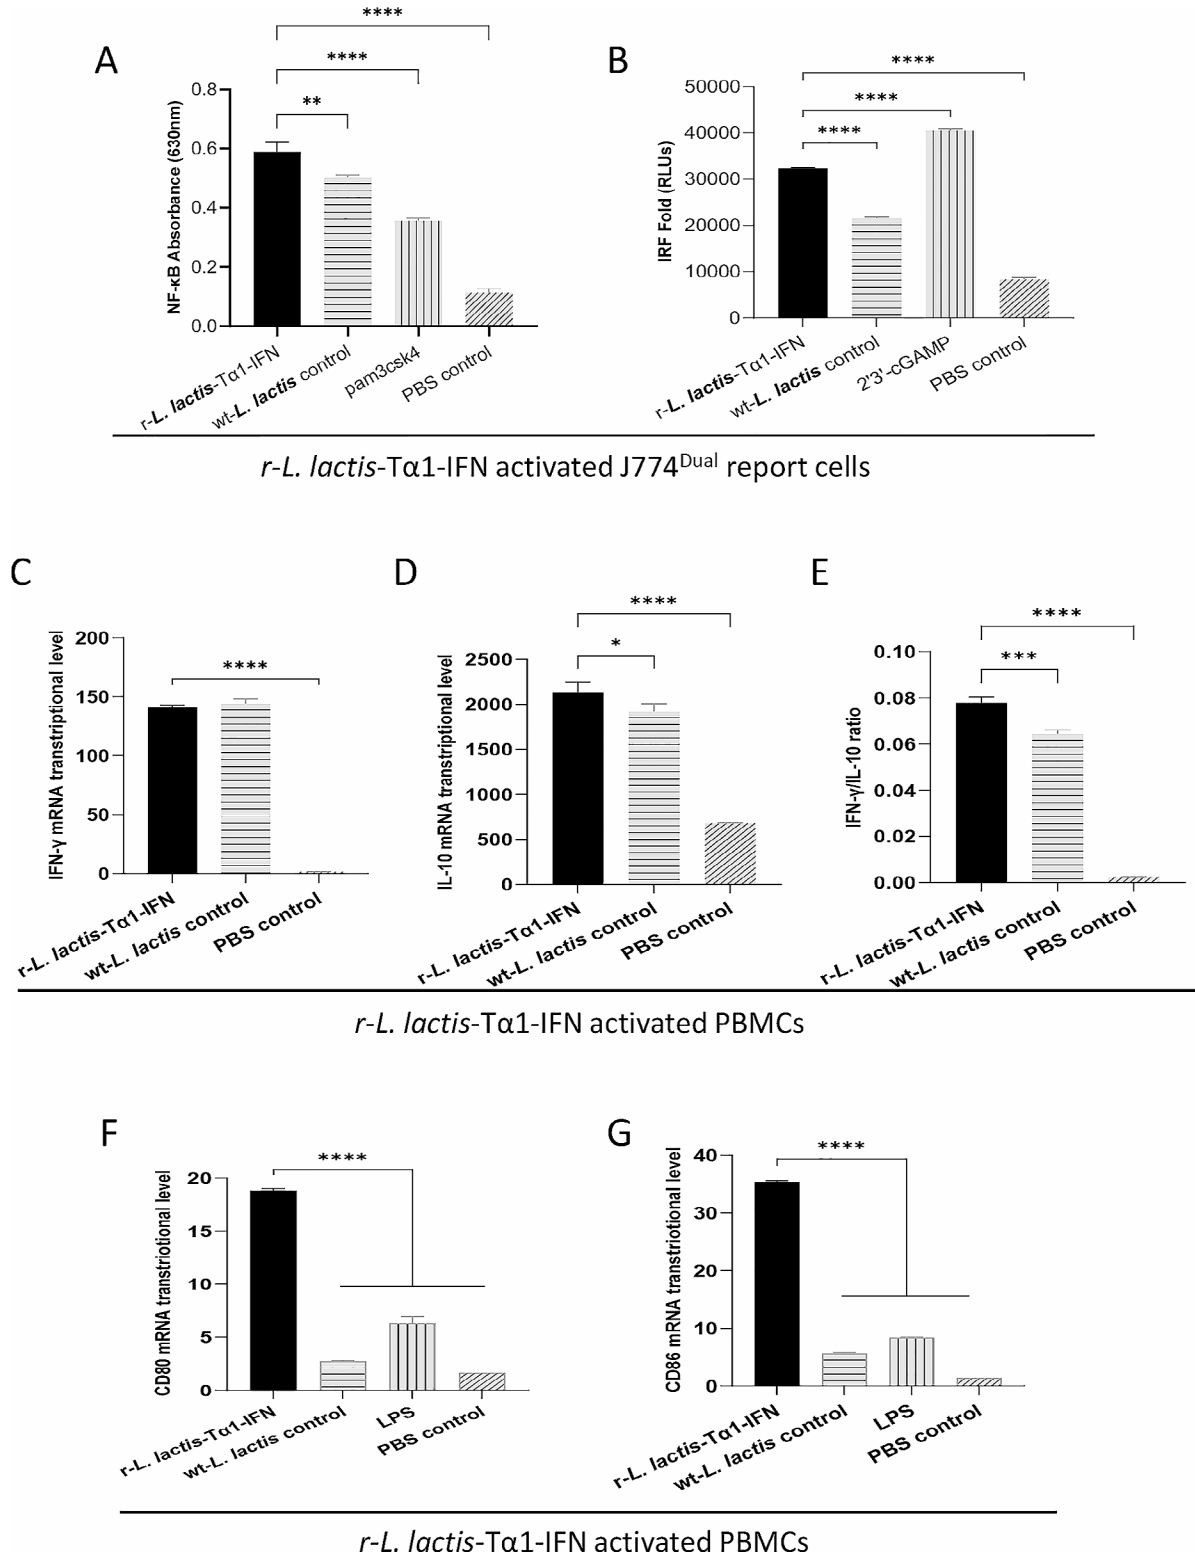 ****
A
****
**
NF-κB Absorbance (630nm)
0.8
0.6
0.4
0.2
0.0
r-L. lactis-Tα1-IFN
wt-L. lactis control
pam3csk4
PBS control
B
****
****
****
IRF Fold (RLUs)
50000
40000
30000
20000
10000
0
r-L. lactis-Tα1-IFN
wt-L. lactis control
2'3'-cGAMP
PBS control
r-L. lactis-Tα1-IFN activated J774Dual report cells
C
****
IFN-γ mRNA transtriptional level
200
150
100
50
0
r-L. lactis-Tα1-IFN
wt-L. lactis control
PBS control
D
****
*
IL-10 mRNA transtriptional level
2500
2000
1500
1000
500
0
r-L. lactis-Tα1-IFN
wt-L. lactis control
PBS control
E
****
***
IFN-γ/IL-10 ratio
0.10
0.08
0.06
0.04
0.02
0.00
r-L. lactis-Tα1-IFN
wt-L. lactis control
PBS control
r-L. lactis-Tα1-IFN activated PBMCs
F
****
CD80 mRNA transtriotional level
20
15
10
5
0
r-L. lactis-Tα1-IFN
wt-L. lactis control
LPS
PBS control
G
****
CD86 mRNA transtriotional level
40
30
20
10
0
r-L. lactis-Tα1-IFN
wt-L. lactis control
LPS
PBS control
r-L. lactis-Tα1-IFN activated PBMCs